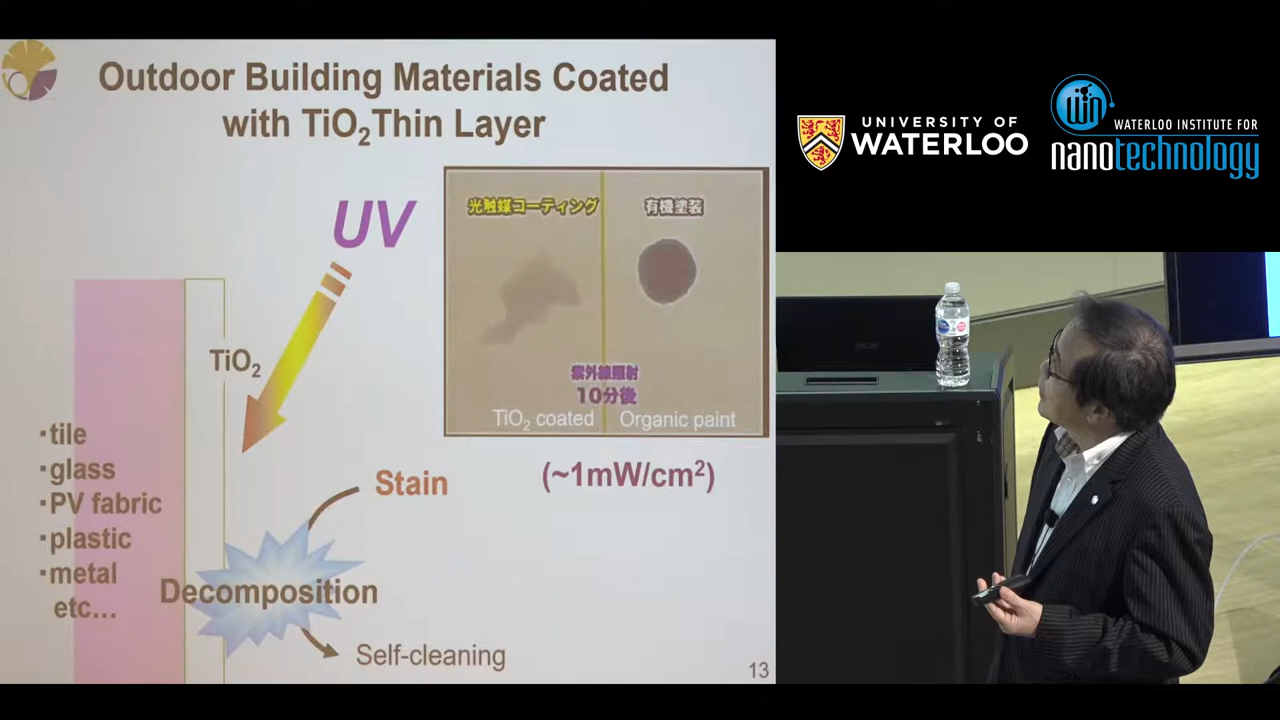 Outdoor Building Materials Coated
with TiO₂Thin Layer
UV
光触媒コーティング
有機塗装
紫外線照射
10分後
TiO₂ coated
Organic paint
(~1mW/cm²)
TiO₂
・tile
・glass
・PV fabric
・plastic
・metal
etc…
Stain
Decomposition
Self-cleaning
13
UNIVERSITY OF
WATERLOO
WIN
WATERLOO INSTITUTE FOR
nanotechnology